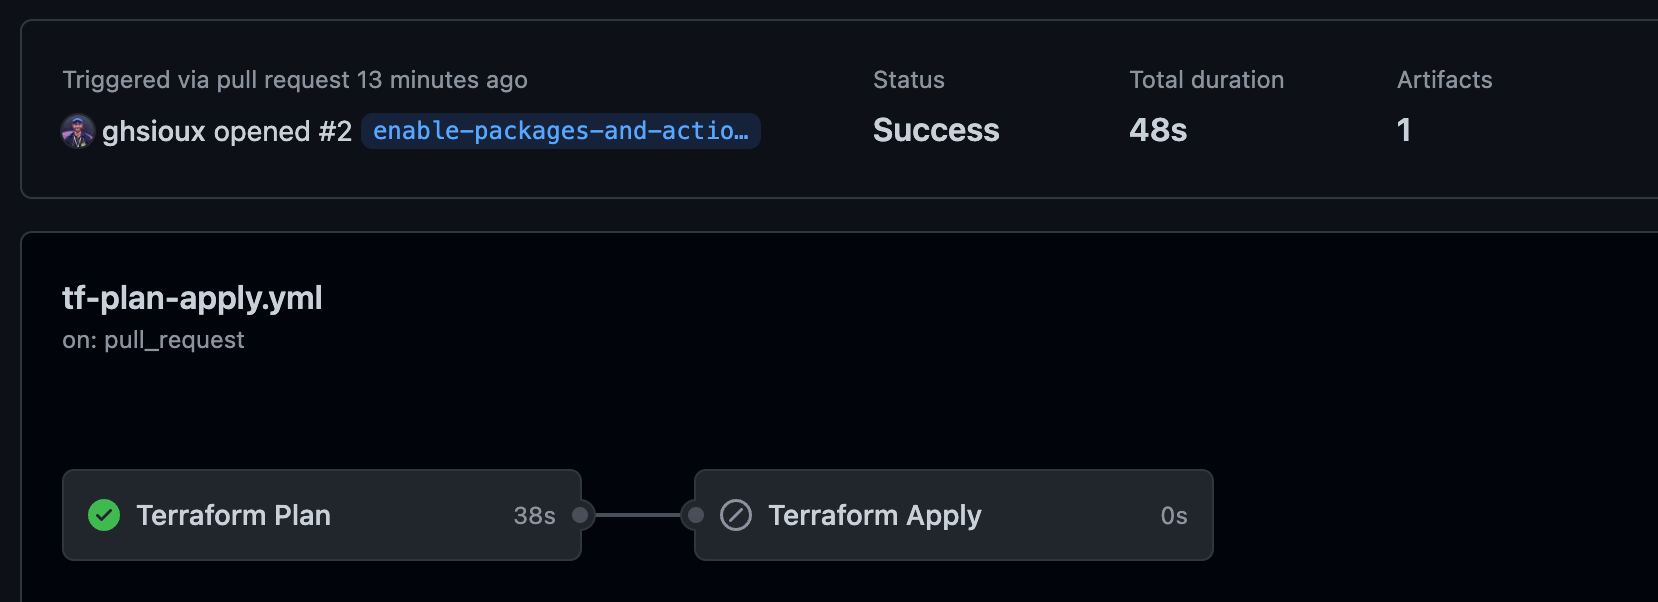 Triggered via pull request 13 minutes ago
ghsioux opened #2 enable-packages-and-actio…
Status
Success
Total duration
48s
Artifacts
1
tf-plan-apply.yml
on: pull_request
Terraform Plan 38s
Terraform Apply 0s